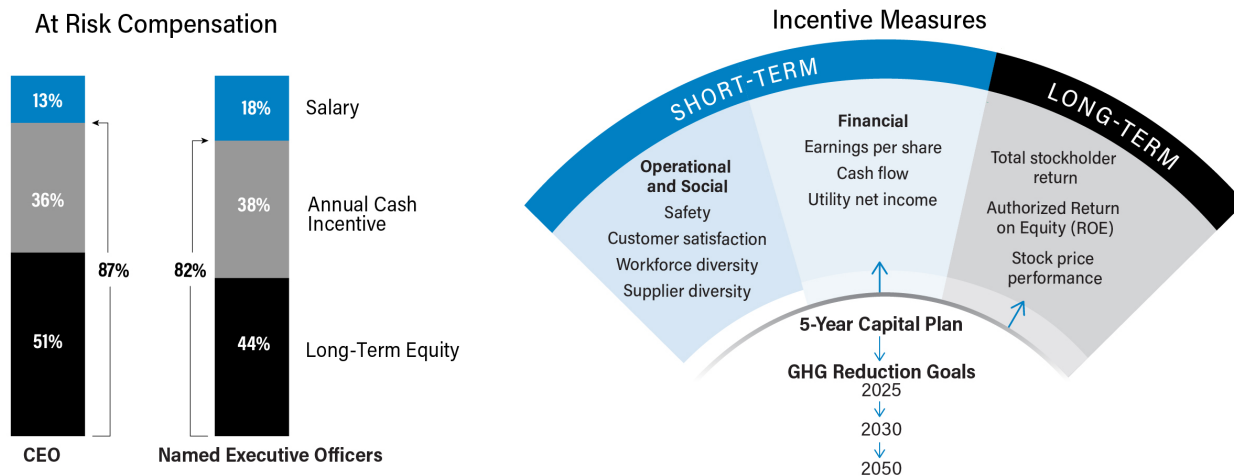 At Risk Compensation
13%
36%
51%
87%
CEO
18%
38%
44%
82%
Named Executive Officers
Salary
Annual Cash
Incentive
Long-Term Equity
Incentive Measures
SHORT-TERM
LONG-TERM
Operational
and Social
Safety
Customer satisfaction
Workforce diversity
Supplier diversity
Financial
Earnings per share
Cash flow
Utility net income
Total stockholder
return
Authorized Return
on Equity (ROE)
Stock price
performance
5-Year Capital Plan
GHG Reduction Goals
2025
2030
2050